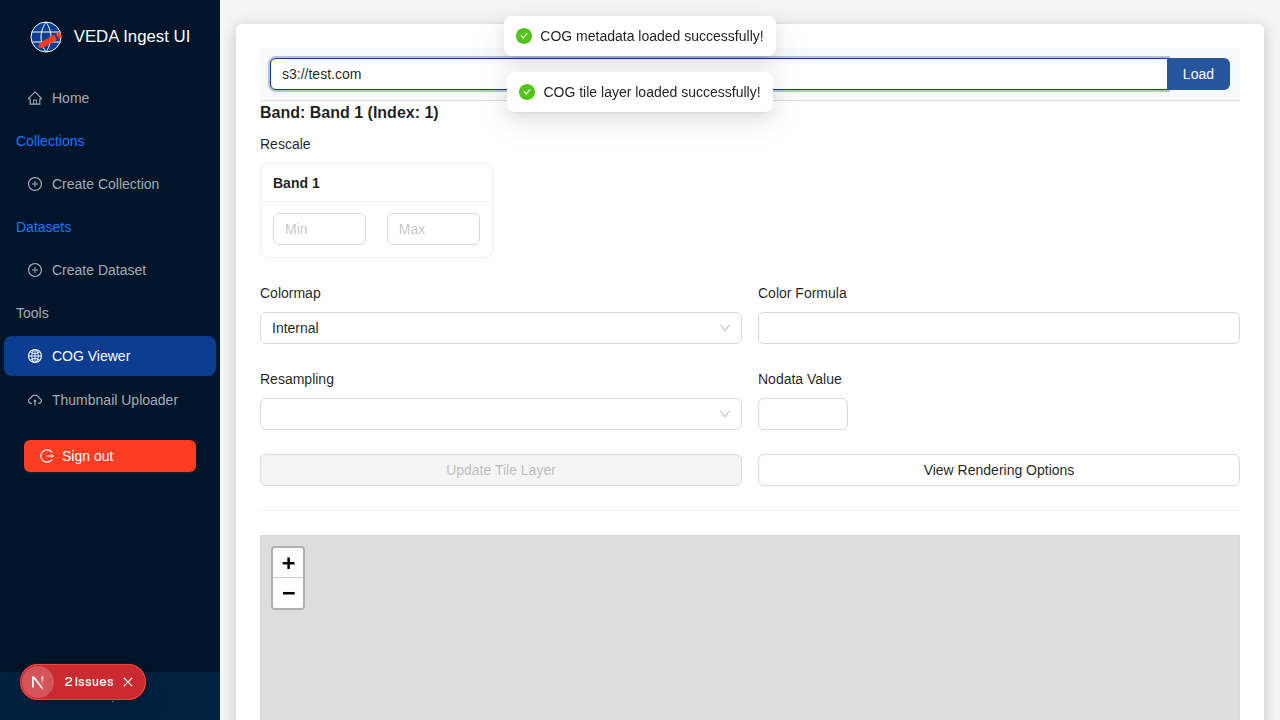 VEDA Ingest UI
Home
Collections
Create Collection
Datasets
Create Dataset
Tools
COG Viewer
Thumbnail Uploader
Sign out
2 Issues
COG metadata loaded successfully!
s3://test.com
Load
COG tile layer loaded successfully!
Band: Band 1 (Index: 1)
Rescale
Band 1
Min
Max
Colormap
Color Formula
Internal
Resampling
Nodata Value
Update Tile Layer
View Rendering Options
+
−